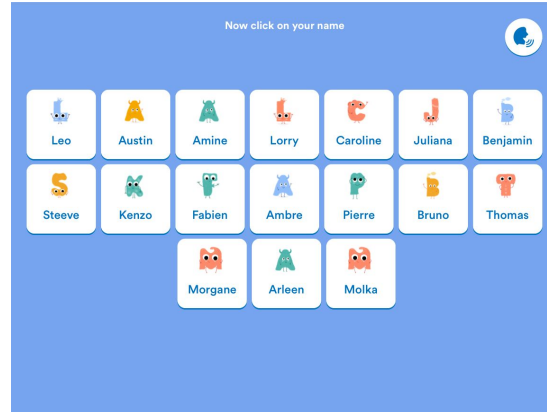 Now click on your name
Leo Austin Amine Lorry Caroline Juliana Benjamin
Steeve Kenzo Fabien Ambre Pierre Bruno Thomas
Morgane Arleen Molka